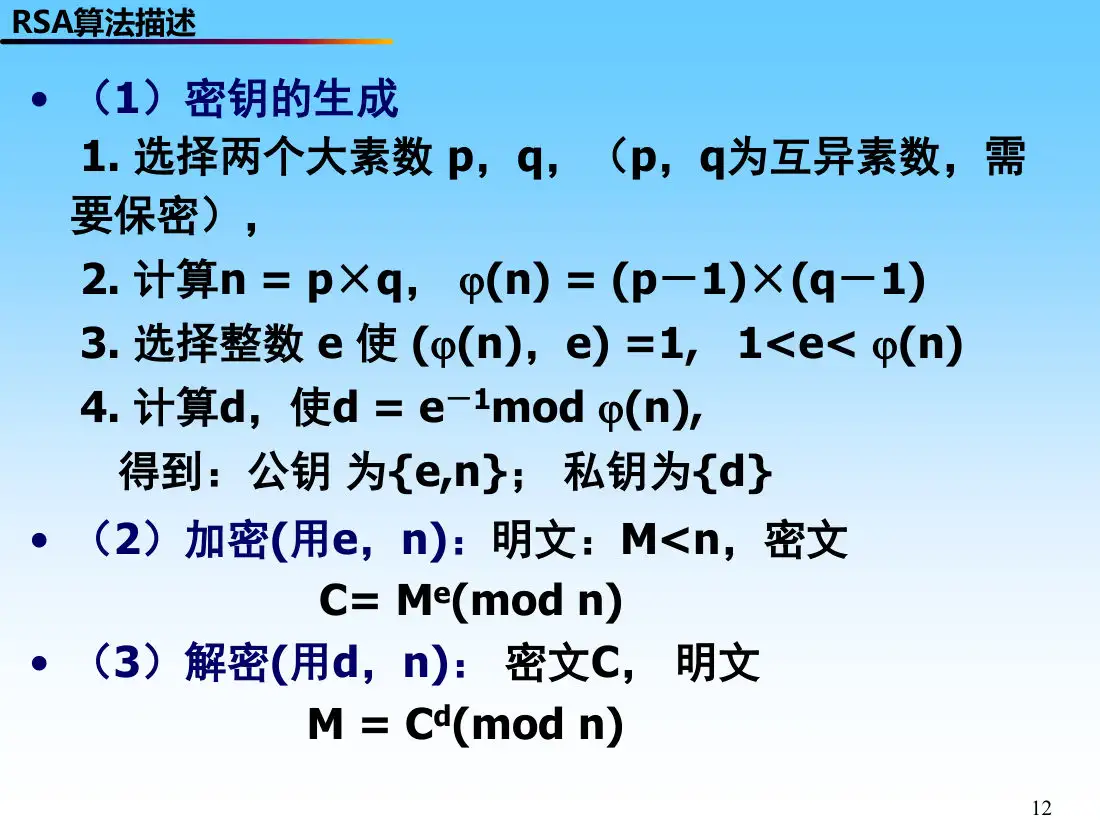 RSA算法描述
• （1）密钥的生成
1. 选择两个大素数 p，q，（p，q为互异素数，需
要保密），
2. 计算n = p×q， φ(n) = (p－1)×(q－1)
3. 选择整数 e 使 (φ(n)，e) =1, 1<e< φ(n)
4. 计算d，使d = e⁻¹mod φ(n),
得到：公钥 为{e,n}； 私钥为{d}
• （2）加密(用e，n)：明文：M<n，密文
C= Mᵉ(mod n)
• （3）解密(用d，n)： 密文C， 明文
M = Cᵈ(mod n)
12